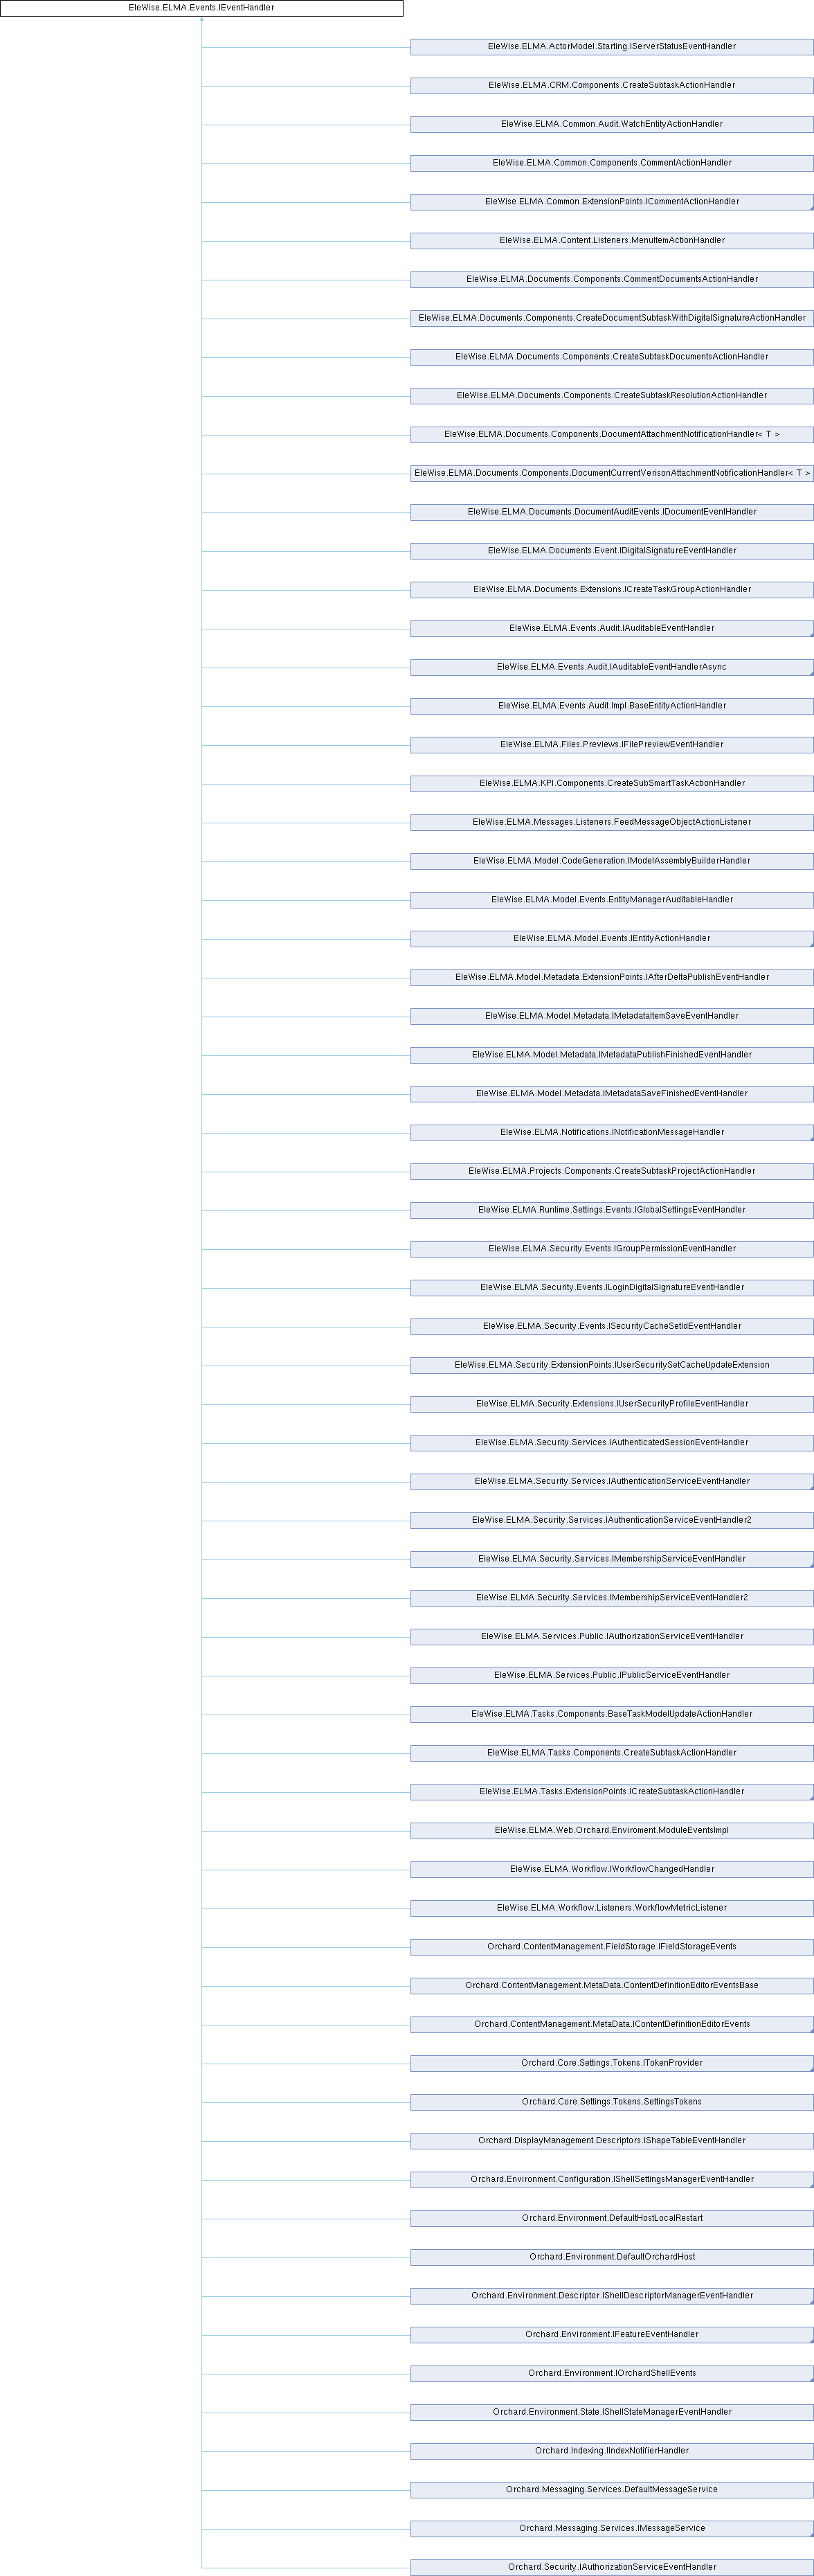 EleWise.ELMA.Events.IEventHandler
EleWise.ELMA.ActorModel.Starting.IServerStatusEventHandler
EleWise.ELMA.CRM.Components.CreateSubtaskActionHandler
EleWise.ELMA.Common.Audit.WatchEntityActionHandler
EleWise.ELMA.Common.Components.CommentActionHandler
EleWise.ELMA.Common.ExtensionPoints.ICommentActionHandler
EleWise.ELMA.Content.Listeners.MenuItemActionHandler
EleWise.ELMA.Documents.Components.CommentDocumentsActionHandler
EleWise.ELMA.Documents.Components.CreateDocumentSubtaskWithDigitalSignatureActionHandler
EleWise.ELMA.Documents.Components.CreateSubtaskDocumentsActionHandler
EleWise.ELMA.Documents.Components.CreateSubtaskResolutionActionHandler
EleWise.ELMA.Documents.Components.DocumentAttachmentNotificationHandler< T >
EleWise.ELMA.Documents.Components.DocumentCurrentVerisonAttachmentNotificationHandler< T >
EleWise.ELMA.Documents.DocumentAuditEvents.IDocumentEventHandler
EleWise.ELMA.Documents.Event.IDigitalSignatureEventHandler
EleWise.ELMA.Documents.Extensions.ICreateTaskGroupActionHandler
EleWise.ELMA.Events.Audit.IAuditableEventHandler
EleWise.ELMA.Events.Audit.IAuditableEventHandlerAsync
EleWise.ELMA.Events.Audit.Impl.BaseEntityActionHandler
EleWise.ELMA.Files.Previews.IFilePreviewEventHandler
EleWise.ELMA.KPI.Components.CreateSubSmartTaskActionHandler
EleWise.ELMA.Messages.Listeners.FeedMessageObjectActionListener
EleWise.ELMA.Model.CodeGeneration.IModelAssemblyBuilderHandler
EleWise.ELMA.Model.Events.EntityManagerAuditableHandler
EleWise.ELMA.Model.Events.IEntityActionHandler
EleWise.ELMA.Model.Metadata.ExtensionPoints.IAfterDeltaPublishEventHandler
EleWise.ELMA.Model.Metadata.IMetadataItemSaveEventHandler
EleWise.ELMA.Model.Metadata.IMetadataPublishFinishedEventHandler
EleWise.ELMA.Model.Metadata.IMetadataSaveFinishedEventHandler
EleWise.ELMA.Notifications.INotificationMessageHandler
EleWise.ELMA.Projects.Components.CreateSubtaskProjectActionHandler
EleWise.ELMA.Runtime.Settings.Events.IGlobalSettingsEventHandler
EleWise.ELMA.Security.Events.IGroupPermissionEventHandler
EleWise.ELMA.Security.Events.ILoginDigitalSignatureEventHandler
EleWise.ELMA.Security.Events.ISecurityCacheSetIdEventHandler
EleWise.ELMA.Security.ExtensionPoints.IUserSecuritySetCacheUpdateExtension
EleWise.ELMA.Security.Extensions.IUserSecurityProfileEventHandler
EleWise.ELMA.Security.Services.IAuthenticatedSessionEventHandler
EleWise.ELMA.Security.Services.IAuthenticationServiceEventHandler
EleWise.ELMA.Security.Services.IAuthenticationServiceEventHandler2
EleWise.ELMA.Security.Services.IMembershipServiceEventHandler
EleWise.ELMA.Security.Services.IMembershipServiceEventHandler2
EleWise.ELMA.Services.Public.IAuthorizationServiceEventHandler
EleWise.ELMA.Services.Public.IPublicServiceEventHandler
EleWise.ELMA.Tasks.Components.BaseTaskModelUpdateActionHandler
EleWise.ELMA.Tasks.Components.CreateSubtaskActionHandler
EleWise.ELMA.Tasks.ExtensionPoints.ICreateSubtaskActionHandler
EleWise.ELMA.Web.Orchard.Enviroment.ModuleEventsImpl
EleWise.ELMA.Workflow.IWorkflowChangedHandler
EleWise.ELMA.Workflow.Listeners.WorkflowMetricListener
Orchard.ContentManagement.FieldStorage.IFieldStorageEvents
Orchard.ContentManagement.MetaData.ContentDefinitionEditorEventsBase
Orchard.ContentManagement.MetaData.IContentDefinitionEditorEvents
Orchard.Core.Settings.Tokens.ITokenProvider
Orchard.Core.Settings.Tokens.SettingsTokens
Orchard.DisplayManagement.Descriptors.IShapeTableEventHandler
Orchard.Environment.Configuration.IShellSettingsManagerEventHandler
Orchard.Environment.DefaultHostLocalRestart
Orchard.Environment.DefaultOrchardHost
Orchard.Environment.Descriptor.IShellDescriptorManagerEventHandler
Orchard.Environment.IFeatureEventHandler
Orchard.Environment.IOrchardShellEvents
Orchard.Environment.State.IShellStateManagerEventHandler
Orchard.Indexing.IIndexNotifierHandler
Orchard.Messaging.Services.DefaultMessageService
Orchard.Messaging.Services.IMessageService
Orchard.Security.IAuthorizationServiceEventHandler